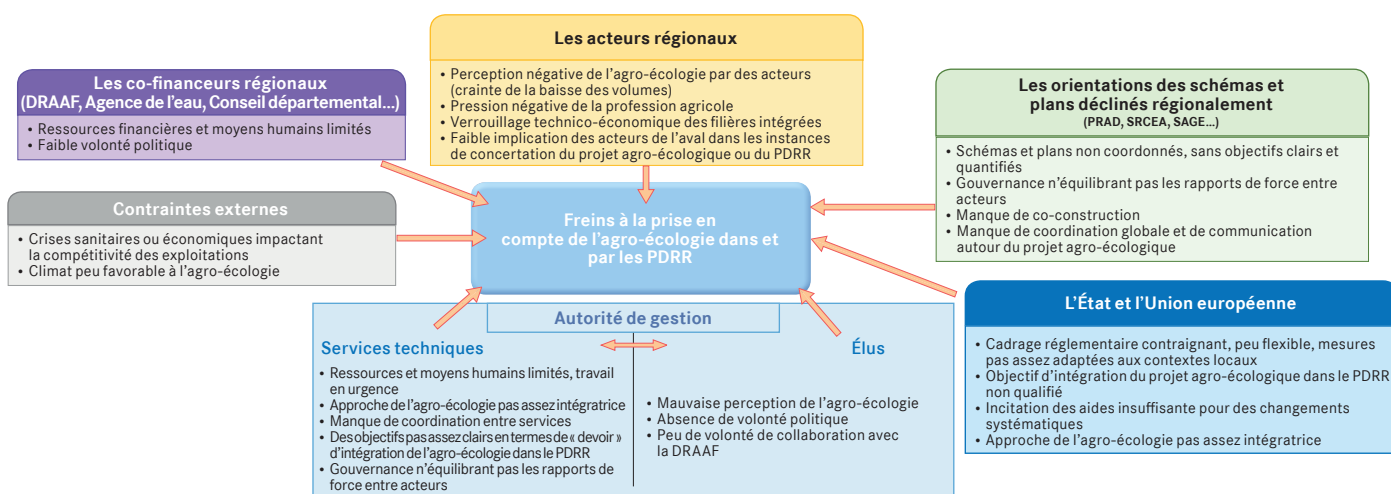 Les acteurs régionaux
• Perception négative de l'agro-écologie par des acteurs
(crainte de la baisse des volumes)
• Pression négative de la profession agricole
• Verrouillage technico-économique des filières intégrées
• Faible implication des acteurs de l'aval dans les instances
de concertation du projet agro-écologique ou du PDRR
Les co-financeurs régionaux
(DRAAF, Agence de l'eau, Conseil départemental...)
• Ressources financières et moyens humains limités
• Faible volonté politique
Les orientations des schémas et
plans déclinés régionalement
(PRAD, SRCEA, SAGE...)
• Schémas et plans non coordonnés, sans objectifs clairs et
quantifiés
• Gouvernance n'équilibrant pas les rapports de force entre
acteurs
• Manque de co-construction
• Manque de coordination globale et de communication
autour du projet agro-écologique
Contraintes externes
• Crises sanitaires ou économiques impactant
la compétitivité des exploitations
• Climat peu favorable à l'agro-écologie
Freins à la prise en
compte de l'agro-écologie dans et
par les PDRR
L'État et l'Union européenne
• Cadrage réglementaire contraignant, peu flexible, mesures
pas assez adaptées aux contextes locaux
• Objectif d'intégration du projet agro-écologique dans le PDRR
non qualifié
• Incitation des aides insuffisante pour des changements
systématiques
• Approche de l'agro-écologie pas assez intégratrice
Autorité de gestion
Services techniques
• Ressources et moyens humains limités, travail
en urgence
• Approche de l'agro-écologie pas assez intégratrice
• Manque de coordination entre services
• Des objectifs pas assez clairs en termes de « devoir »
d'intégration de l'agro-écologie dans le PDRR
• Gouvernance n'équilibrant pas les rapports de
force entre acteurs
Élus
• Mauvaise perception de l'agro-écologie
• Absence de volonté politique
• Peu de volonté de collaboration avec
la DRAAF